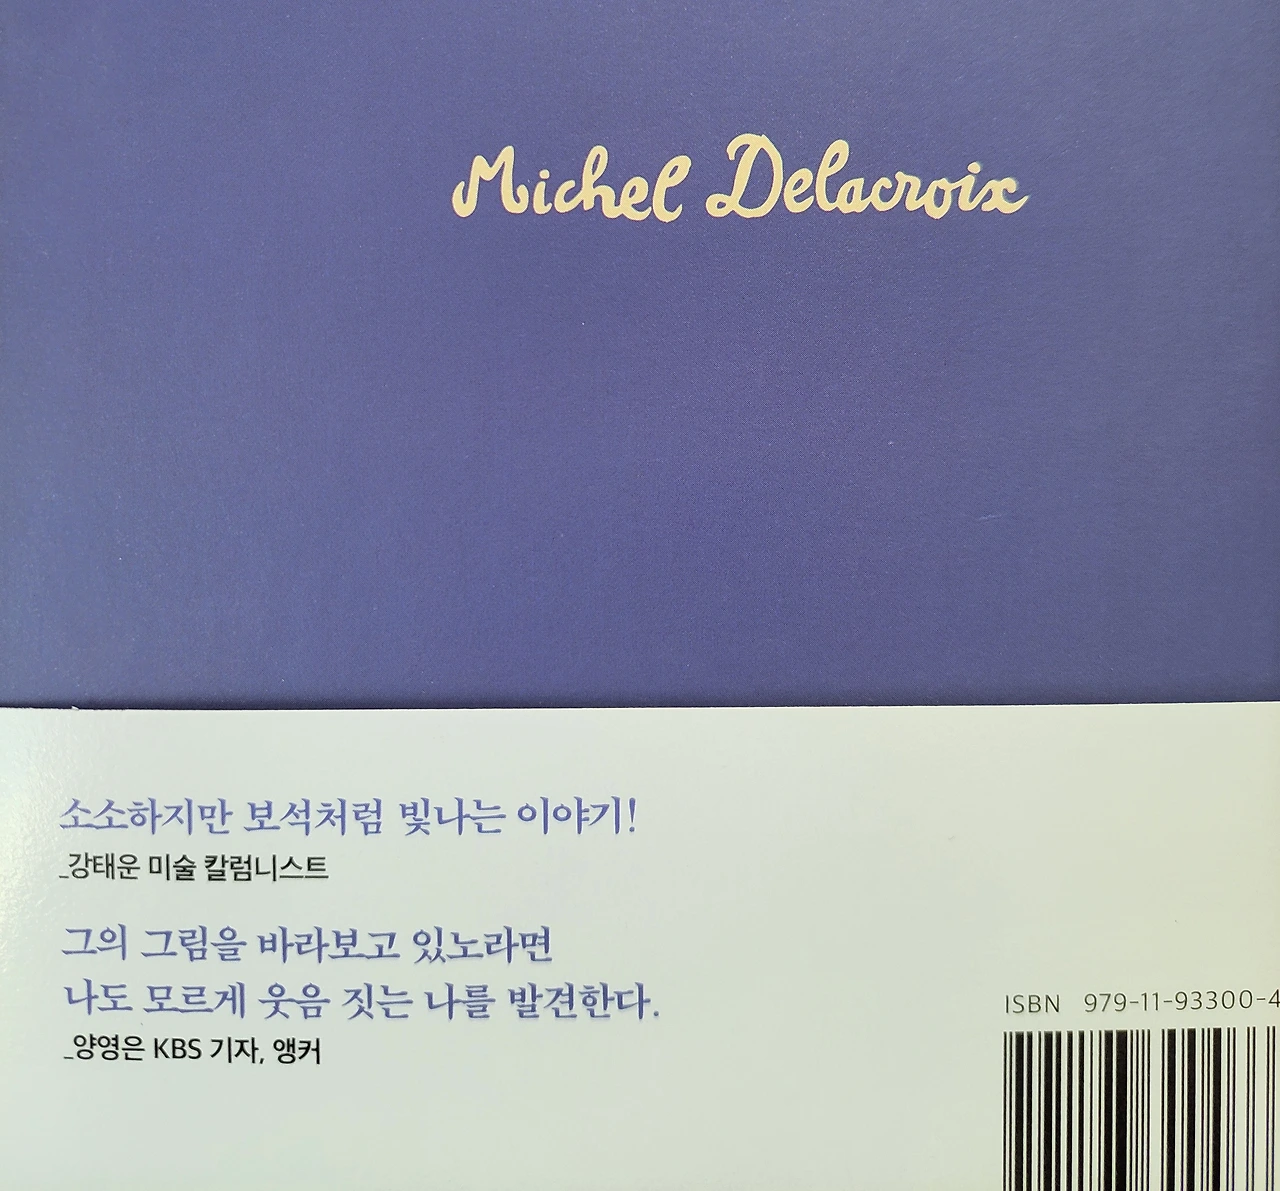 Michel Delacroix
소소하지만 보석처럼 빛나는 이야기!
_강태운 미술 칼럼니스트
그의 그림을 바라보고 있노라면
나도 모르게 웃음 짓는 나를 발견한다.
_양영은 KBS 기자, 앵커
ISBN 979-11-93300-4